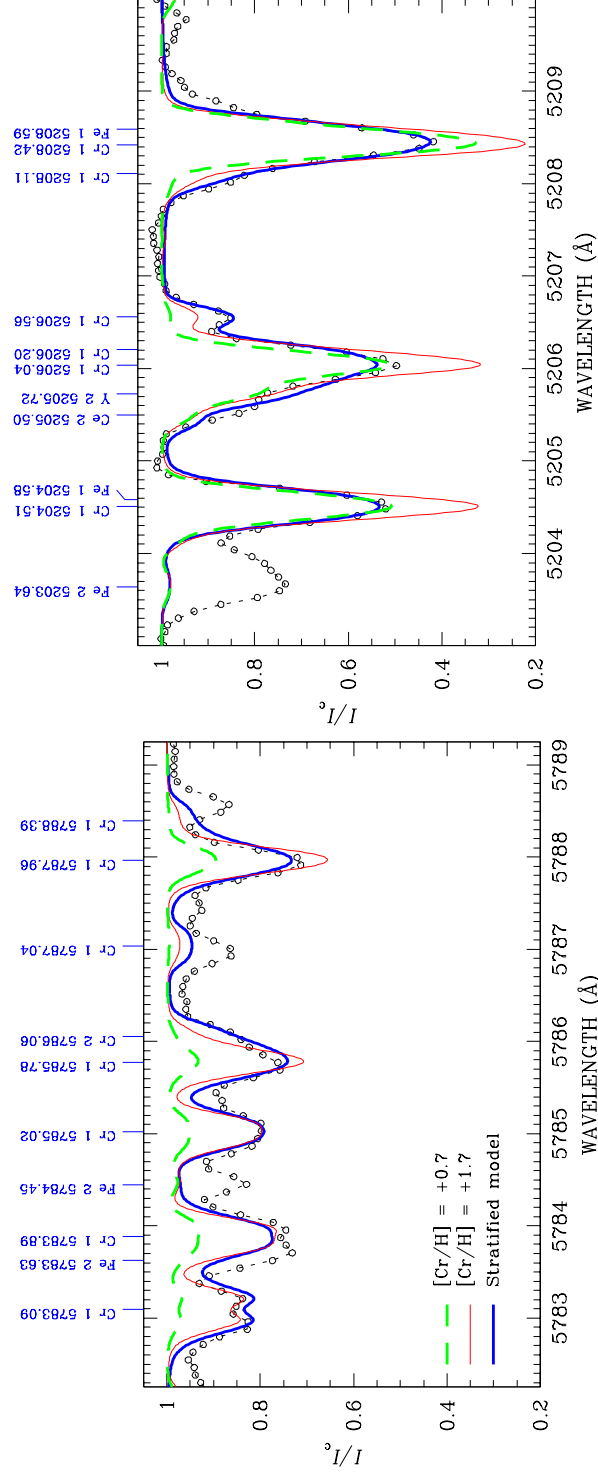 Cr 1 5783.09
Fe 2 5783.63
Cr 1 5783.89
Fe 2 5784.45
Cr 1 5785.02
Cr 1 5785.78
Cr 2 5786.06
Cr 1 5787.04
Cr 1 5787.96
Cr 1 5788.39
I/I_c
1
0.8
0.6
0.4
0.2
[Cr/H] = +0.7
[Cr/H] = +1.7
Stratified model
5783
5784
5785
5786
5787
5788
5789
WAVELENGTH (Å)
Fe 2 5203.64
Cr 1 5204.51
Fe 1 5204.58
Ce 2 5205.50
Y 2 5205.72
Cr 1 5206.04
Cr 1 5206.20
Cr 1 5206.56
Cr 1 5208.11
Cr 1 5208.42
Fe 1 5208.59
I/I_c
1
0.8
0.6
0.4
0.2
5204
5205
5206
5207
5208
5209
WAVELENGTH (Å)